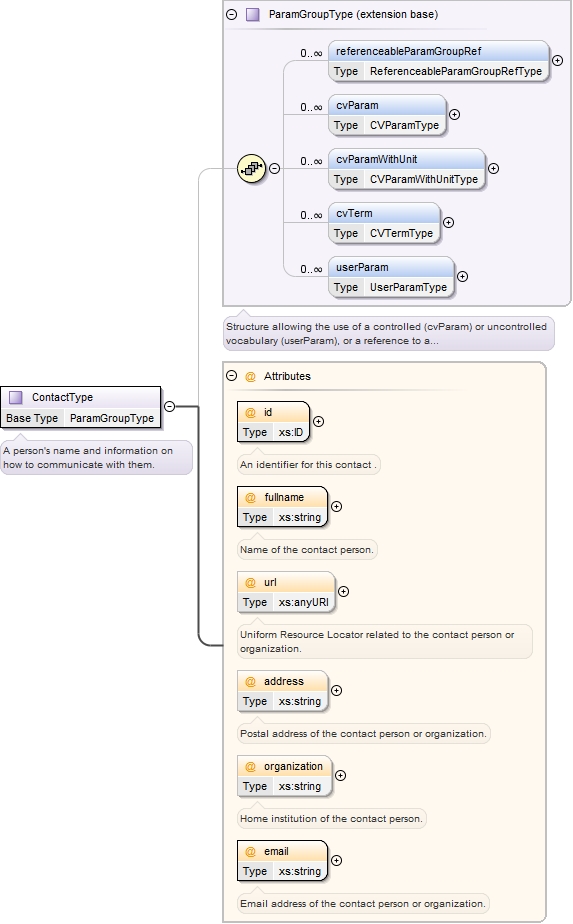 ParamGroupType (extension base)
0..∞ referenceableParamGroupRef
Type ReferenceableParamGroupRefType
0..∞ cvParam
Type CVParamType
0..∞ cvParamWithUnit
Type CVParamWithUnitType
0..∞ cvTerm
Type CVTermType
0..∞ userParam
Type UserParamType
Structure allowing the use of a controlled (cvParam) or uncontrolled
vocabulary (userParam), or a reference to a...
ContactType
Base Type ParamGroupType
A person's name and information on
how to communicate with them.
@ Attributes
@ id
Type xs:ID
An identifier for this contact .
@ fullname
Type xs:string
Name of the contact person.
@ url
Type xs:anyURI
Uniform Resource Locator related to the contact person or
organization.
@ address
Type xs:string
Postal address of the contact person or organization.
@ organization
Type xs:string
Home institution of the contact person.
@ email
Type xs:string
Email address of the contact person or organization.